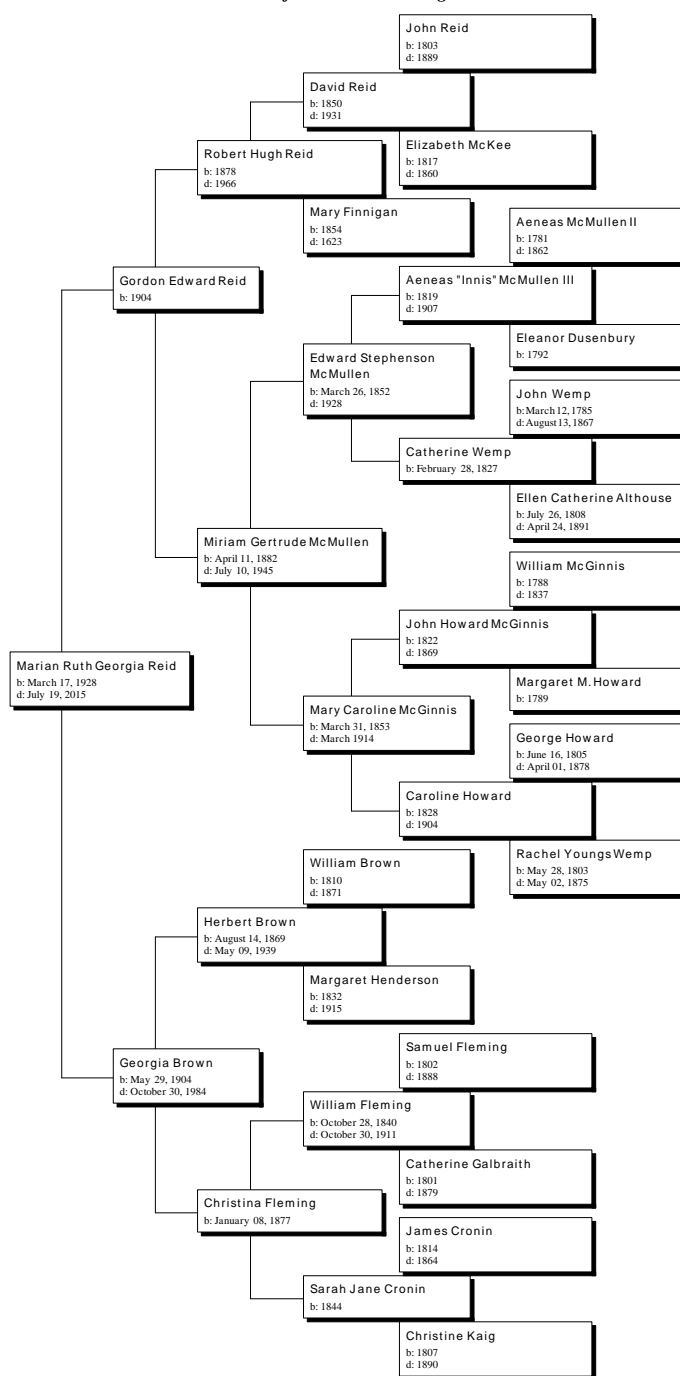 John Reid
b: 1803
d: 1889
David Reid
b: 1850
d: 1931
Elizabeth McKee
b: 1817
d: 1860
Robert Hugh Reid
b: 1878
d: 1966
Mary Finnigan
b: 1854
d: 1623
Aeneas McMullen II
b: 1781
d: 1862
Gordon Edward Reid
b: 1904
Aeneas "Innis" McMullen III
b: 1819
d: 1907
Eleanor Dusenbury
b: 1792
Edward Stephenson
McMullen
b: March 26, 1852
d: 1928
John Wemp
b: March 12, 1785
d: August 13, 1867
Catherine Wemp
b: February 28, 1827
Ellen Catherine Althouse
b: July 26, 1808
d: April 24, 1891
Miriam Gertrude McMullen
b: April 11, 1882
d: July 10, 1945
William McGinnis
b: 1788
d: 1837
John Howard McGinnis
b: 1822
d: 1869
Marian Ruth Georgia Reid
b: March 17, 1928
d: July 19, 2015
Margaret M. Howard
b: 1789
Mary Caroline McGinnis
b: March 31, 1853
d: March 1914
George Howard
b: June 16, 1805
d: April 01, 1878
Caroline Howard
b: 1828
d: 1904
Rachel Youngs Wemp
b: May 28, 1803
d: May 02, 1875
William Brown
b: 1810
d: 1871
Herbert Brown
b: August 14, 1869
d: May 09, 1939
Margaret Henderson
b: 1832
d: 1915
Georgia Brown
b: May 29, 1904
d: October 30, 1984
Samuel Fleming
b: 1802
d: 1888
William Fleming
b: October 28, 1840
d: October 30, 1911
Catherine Galbraith
b: 1801
d: 1879
Christina Fleming
b: January 08, 1877
James Cronin
b: 1814
d: 1864
Sarah Jane Cronin
b: 1844
Christine Kaig
b: 1807
d: 1890